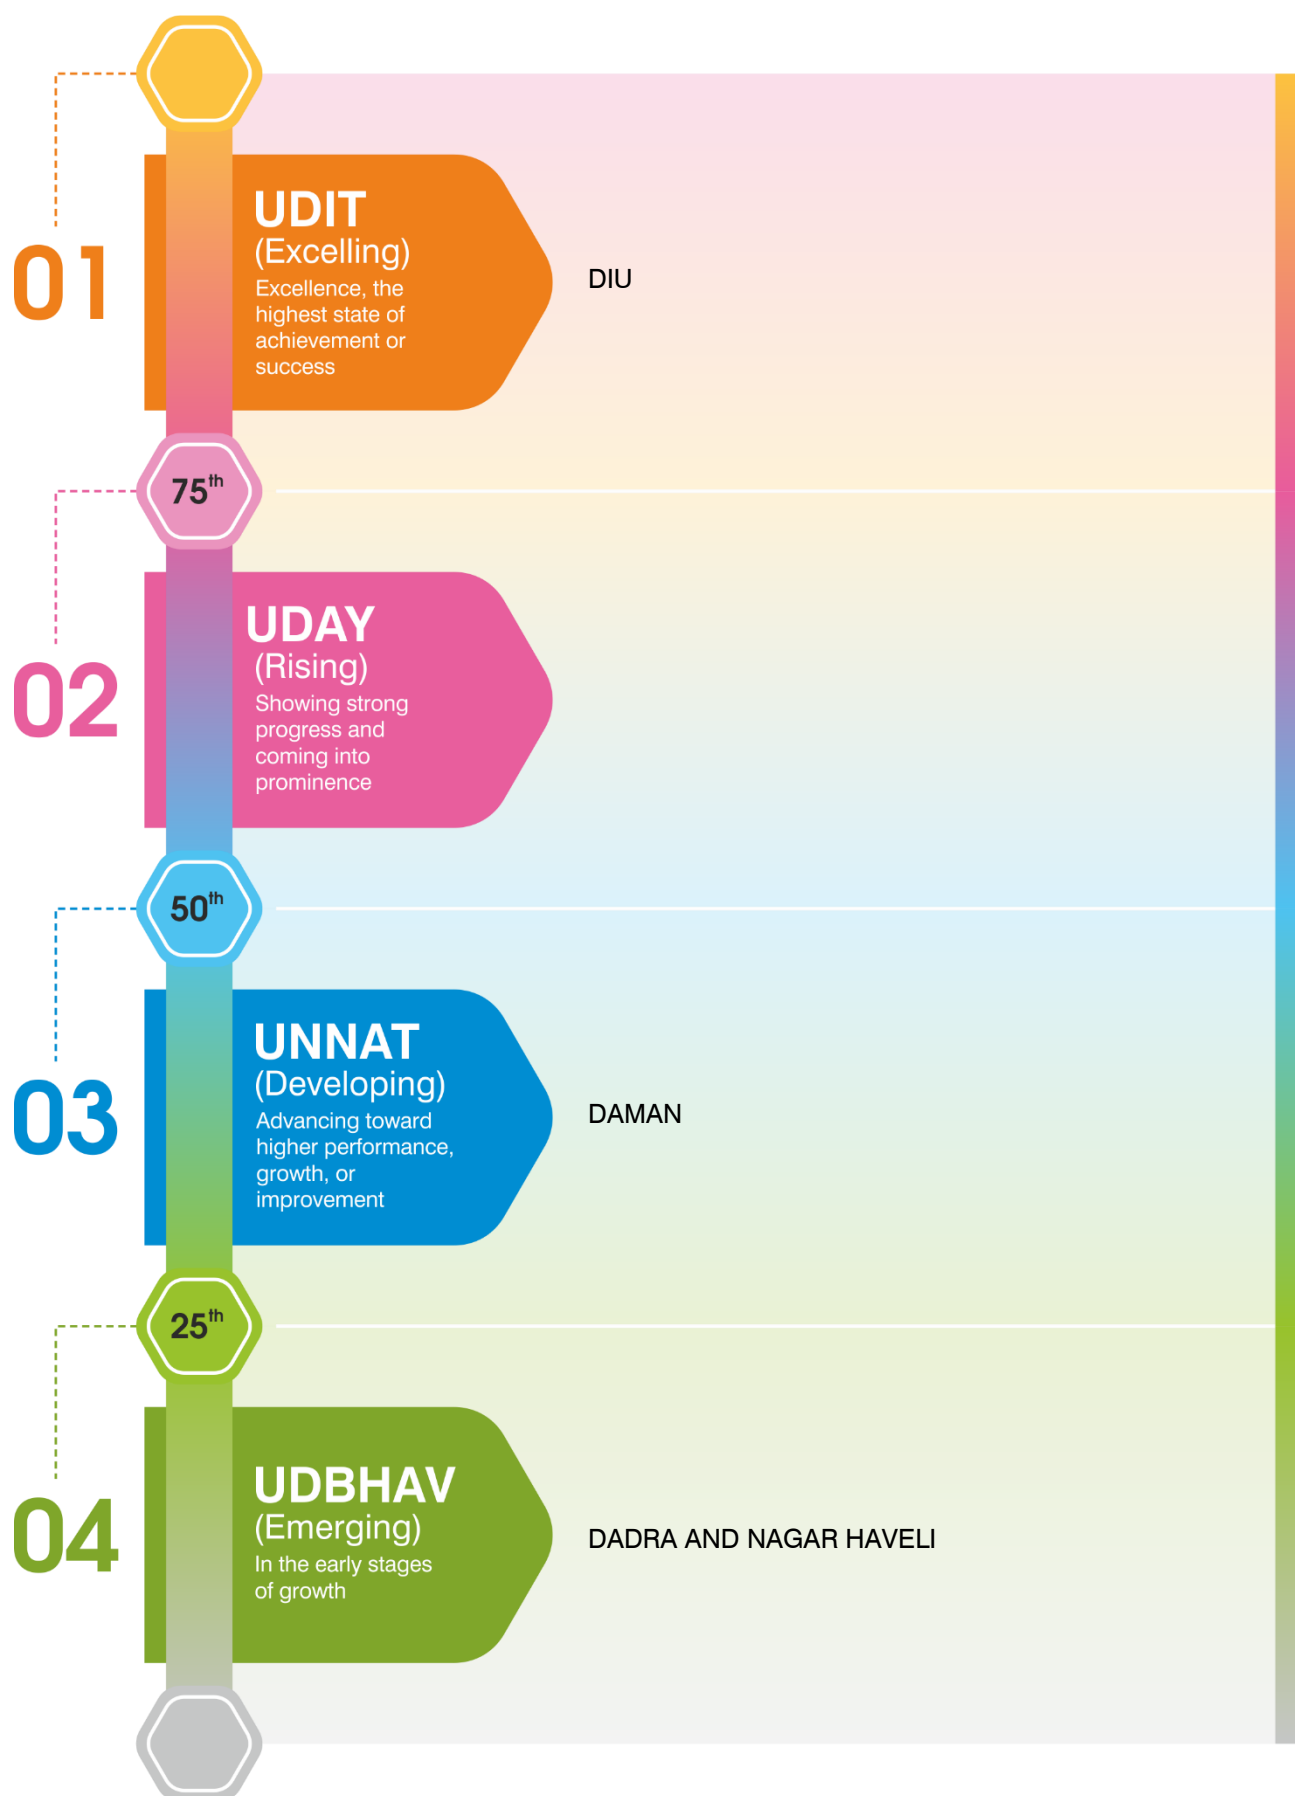 01
UDIT
(Excelling)
Excellence, the
highest state of
achievement or
success
DIU
75th
02
UDAY
(Rising)
Showing strong
progress and
coming into
prominence
50th
03
UNNAT
(Developing)
Advancing toward
higher performance,
growth, or
improvement
DAMAN
25th
04
UDBHAV
(Emerging)
In the early stages
of growth
DADRA AND NAGAR HAVELI